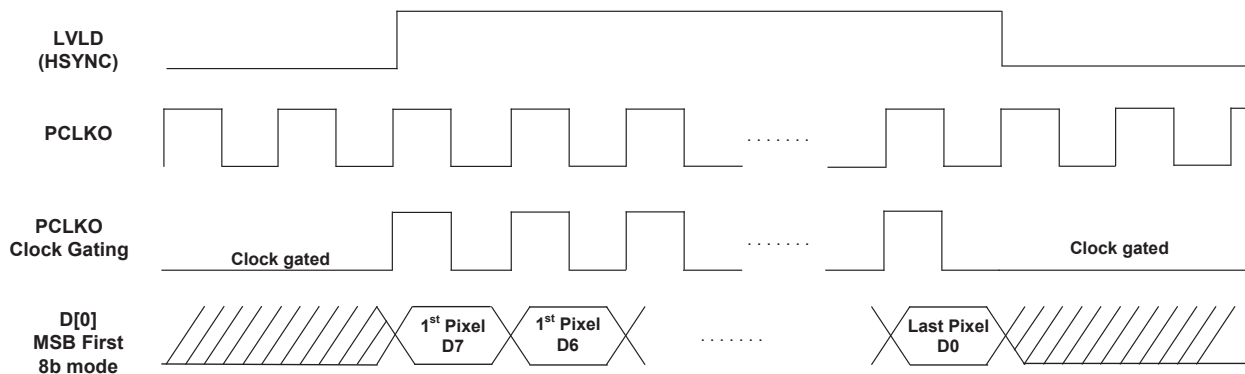 LVLD
(HSYNC)
PCLKO
. . . . . . .
PCLKO
Clock Gating
Clock gated
. . . . . . .
Clock gated
D[0]
MSB First
8b mode
1st Pixel
D7
1st Pixel
D6
. . . . . . .
Last Pixel
D0